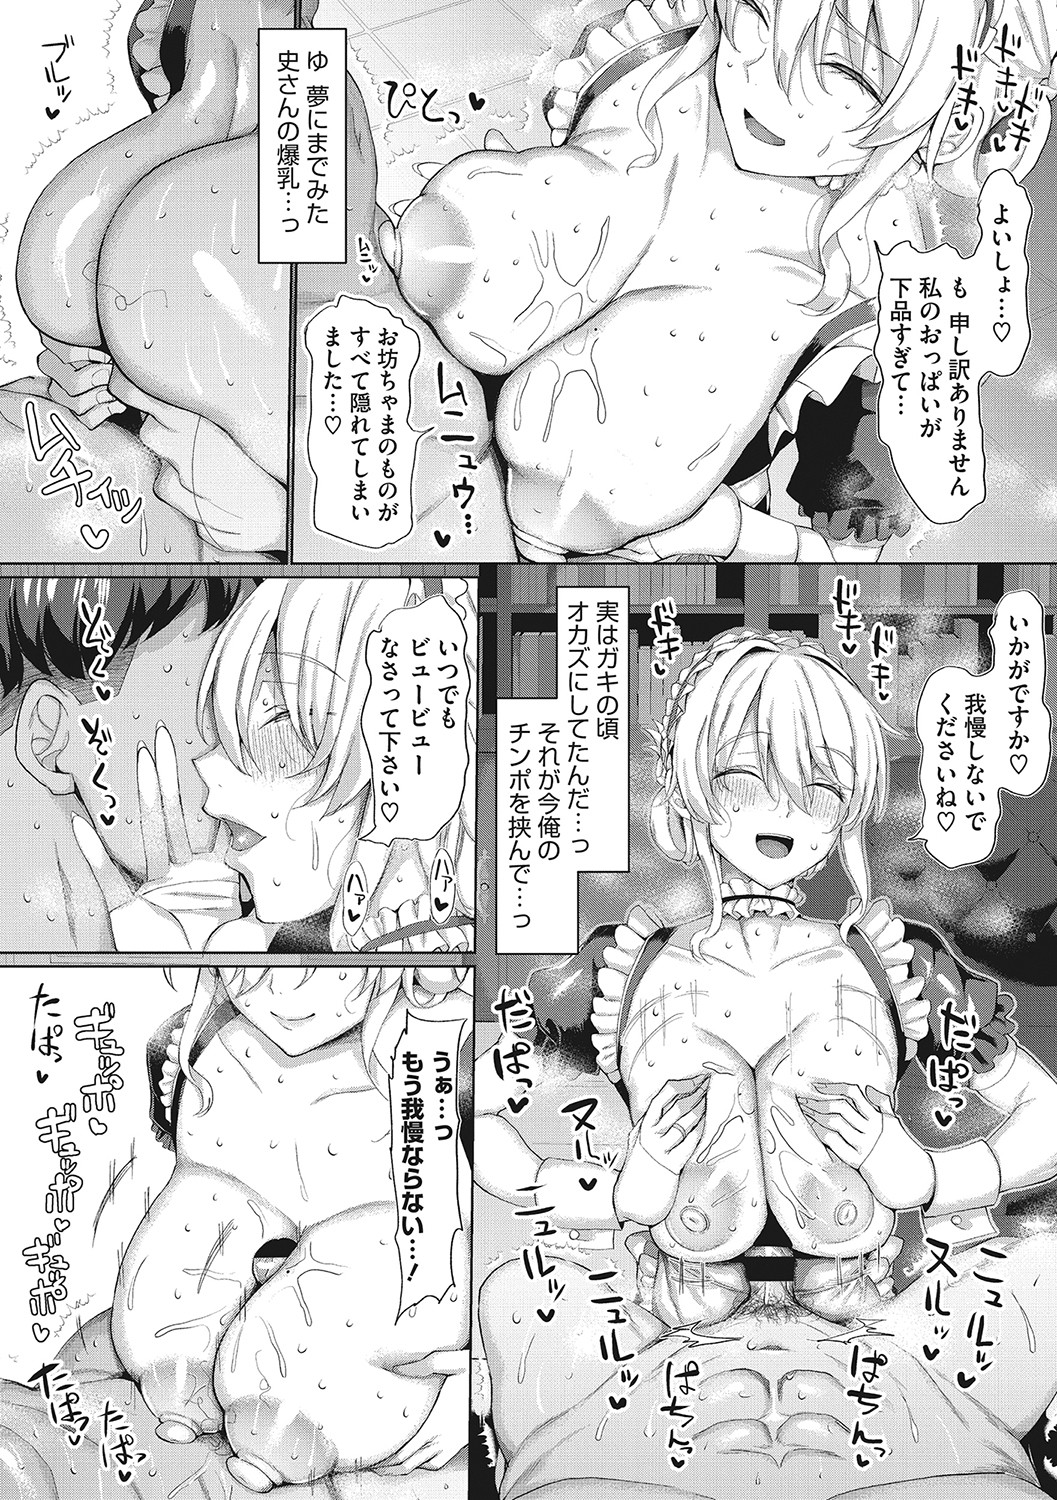 ドキドキ
ドキドキ
よいしょ…♡
も 申し訳ありません
私のおっぱいが
下品すぎて…
ぴとっ
ムニッ
お坊ちゃまのものが
すべて隠れてしまい
ました…♡
ムニュウ…
ゆ 夢にまでみた
史さんの爆乳…っ
ブルッ
ムチィッ
いかがですか♡
我慢しないで
くださいね♡
ドキ
ドキ
実はガキの頃
オカズにしてたんだ…っ
それが今俺の
チンポを挟んで…っ
だぱっ
だぱっ
ヌルッ
ニュル
ニュル
ヌルッ
ニュルッ
ぱちんっ
ぱちんっ
いつでも
ビュービュー
なさって下さい♡
ぞくっ
ぞくっ
ハァ
ハァ
うぁ…っ
もう我慢ならない…！
たぱっ
ギュッポ
ギュッポ
ギュッポ
たぱっ
たぱっ